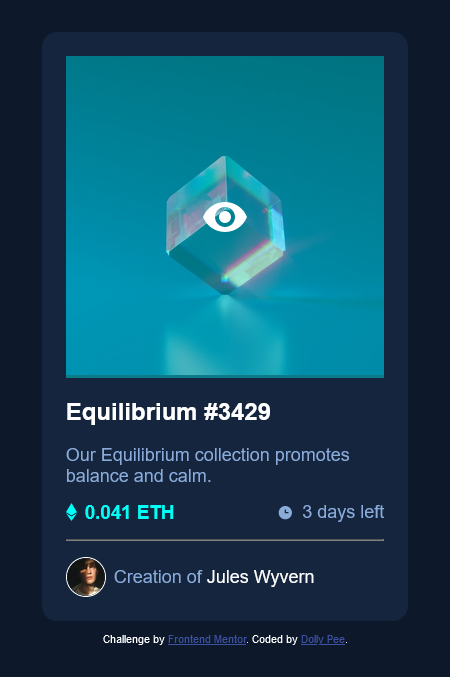 Equilibrium #3429
Our Equilibrium collection promotes
balance and calm.
0.041 ETH 3 days left
Creation of Jules Wyvern
Challenge by Frontend Mentor. Coded by Dolly Pee.